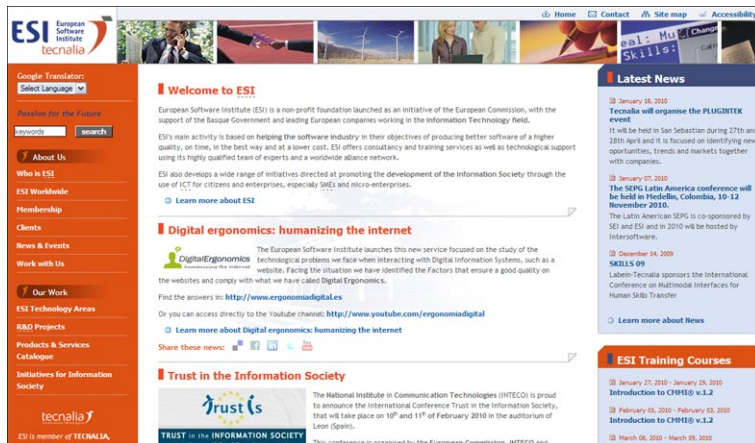 Home Contact Site map Accessibility
ESI European
Software
Institute
tecnalia
eal: Mu Change
Skills:
Google Translator:
Select Language
Passion for the Future
keywords search
About Us
Who is ESI
ESI Worldwide
Membership
Clients
News & Events
Work with Us
Our Work
ESI Technology Areas
R&D Projects
Products & Services
Catalogue
Initiatives for Information
Society
tecnalia
ESI is member of TECNALIA,
Welcome to ESI
European Software Institute (ESI) is a non-profit foundation launched as an initiative of the European Commission, with the
support of the Basque Government and leading European companies working in the Information Technology field.
ESI's main activity is based on helping the software industry in their objectives of producing better software of a higher
quality, on time, in the best way and at a lower cost. ESI offers consultancy and training services as well as technological support
using its highly qualified team of experts and a worldwide alliance network.
ESI also develops a wide range of initiatives directed at promoting the development of the Information Society through the
use of ICT for citizens and enterprises, especially SMEs and micro-enterprises.
Learn more about ESI
Digital ergonomics: humanizing the internet
DigitalErgonomics
Economizing the Internet
The European Software Institute launches this new service focused on the study of the
technological problems we face when interacting with Digital Information Systems, such as a
website. Facing the situation we have identified the Factors that ensure a good quality on
the websites and comply with what we have called Digital Ergonomics.
Find the answers in: http://www.ergonomiadigital.es
Or you can access directly to the Youtube channel: http://www.youtube.com/ergonomiadigital
Learn more about Digital ergonomics: humanizing the internet
Share these news:
Trust in the Information Society
Trust is
TRUST IN THE INFORMATION SOCIETY
The National Institute in Communication Technologies (INTECO) is proud
to announce the International Conference Trust in the Information Society,
that will take place on 10th and 11th of February 2010 in the auditorium of
Leon (Spain).
This conference is organised by the European Commission, INTECO and
Latest News
January 18, 2010
Tecnalia will organise the PLUGINTEK
event
It will be held in San Sebastian during 27th and
28th April and it is focused on identifying new
oportunities, trends and markets together
with companies.
January 07, 2010
The SEPG Latin America conference will
be held in Medellin, Colombia, 10-12
November 2010.
The Latin American SEPG is co-sponsored by
SEI and ESI and in 2010 will be hosted by
Intersoftware.
December 14, 2009
SKILLS 09
Labein-Tecnalia sponsors the International
Conference on Multimodal Interfaces for
Human Skills Transfer
Learn more about News
ESI Training Courses
January 27, 2010 - January 29, 2010
Introduction to CMMI® v.1.2
February 01, 2010 - February 03, 2010
Introduction to CMMI® v.1.2
March 08, 2010 - March 09, 2010